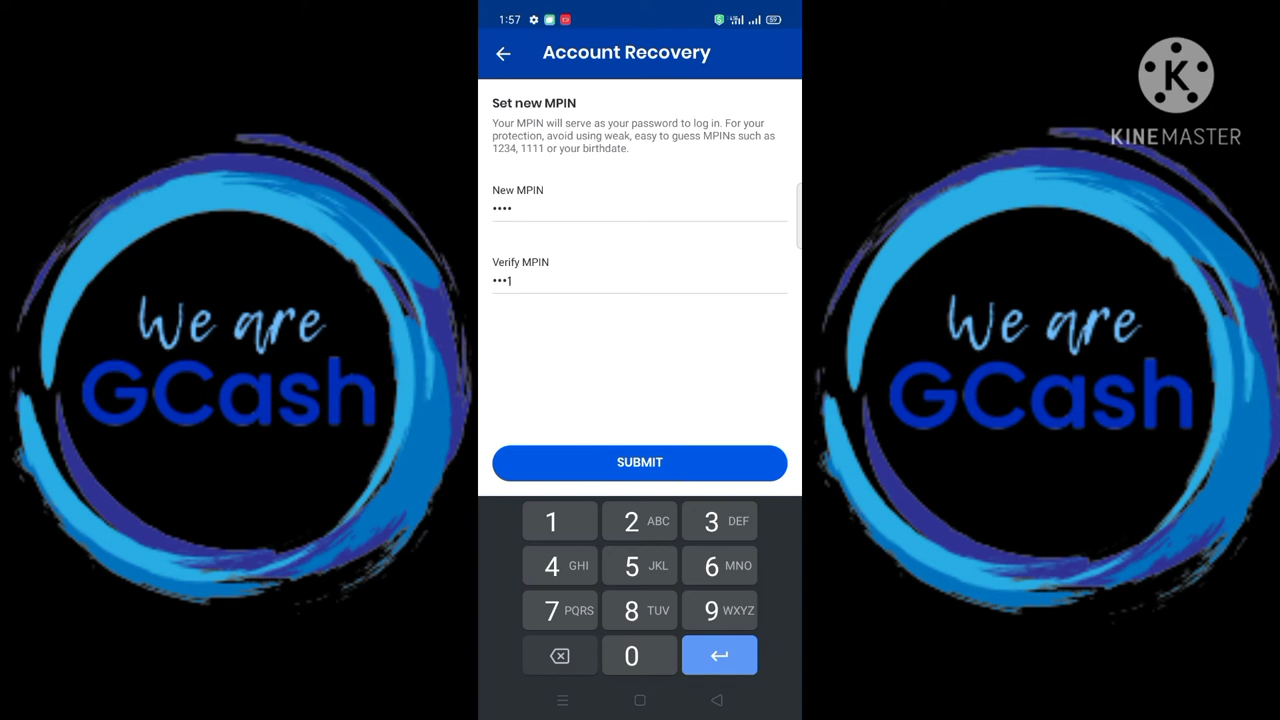 1:57
59
Account Recovery
Set new MPIN
Your MPIN will serve as your password to log in. For your
protection, avoid using weak, easy to guess MPINs such as
1234, 1111 or your birthdate.
New MPIN
••••
Verify MPIN
•••1
SUBMIT
1
2 ABC
3 DEF
4 GHI
5 JKL
6 MNO
7 PQRS
8 TUV
9 WXYZ
0
We are
GCash
We are
GCash
K
KINEMASTER